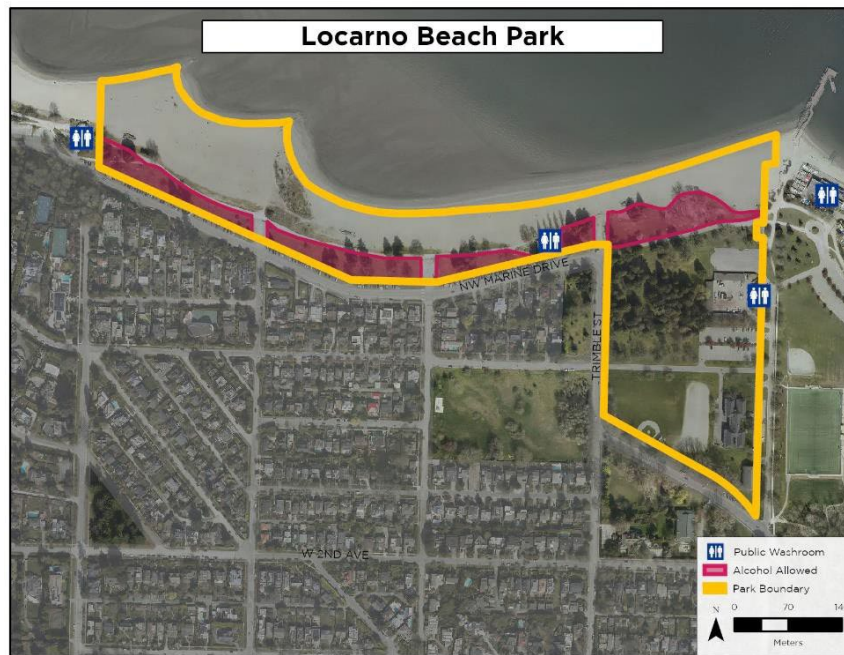 Locarno Beach Park
NW MARINE DRIVE
TRIMBLE ST
W 2ND AVE
Public Washroom
Alcohol Allowed
Park Boundary
N
0 70 14
Meters